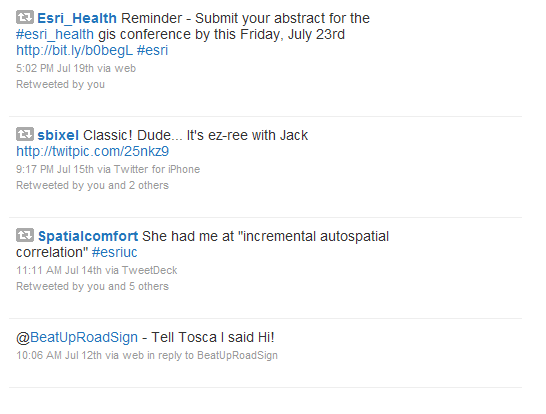 Esri_Health Reminder - Submit your abstract for the
#esri_health gis conference by this Friday, July 23rd
http://bit.ly/b0begL #esri
5:02 PM Jul 19th via web
Retweeted by you
sbixel Classic! Dude... It's ez-ree with Jack
http://twitpic.com/25nkz9
9:17 PM Jul 15th via Twitter for iPhone
Retweeted by you and 2 others
Spatialcomfort She had me at "incremental autospatial
correlation" #esriuc
11:11 AM Jul 14th via TweetDeck
Retweeted by you and 5 others
@BeatUpRoadSign - Tell Tosca I said Hi!
10:06 AM Jul 12th via web in reply to BeatUpRoadSign